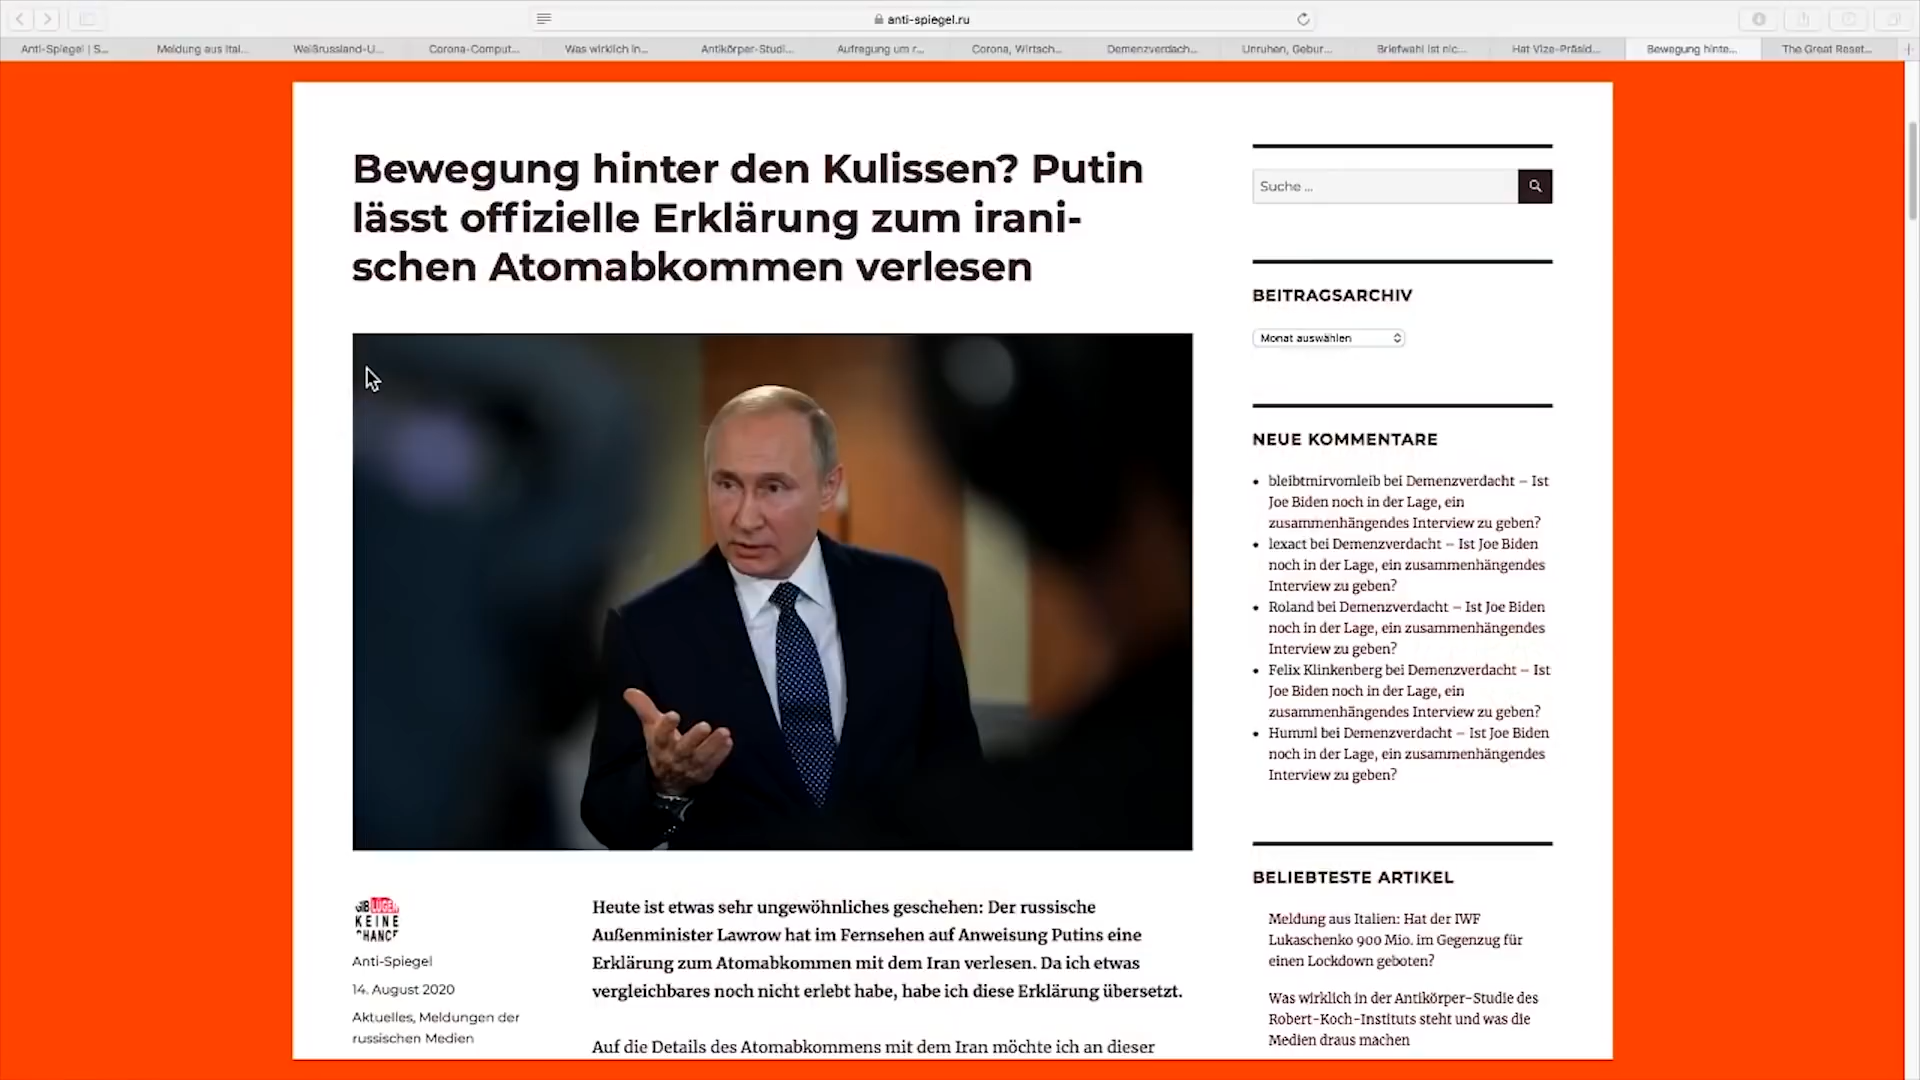 anti-spiegel.ru
Anti-Spiegel | S...
Meldung aus Ital...
Weißrussland-U...
Corona-Comput...
Was wirklich in...
Antikörper-Studi...
Aufregung um r...
Corona, Wirtsch...
Demenzverdach...
Unruhen, Gebur...
Briefwahl ist nic...
Hat Vize-Präsid...
Bewegung hinte...
The Great Reset...
Bewegung hinter den Kulissen? Putin
lässt offizielle Erklärung zum irani-
schen Atomabkommen verlesen
GIB LÜGEN
KEINE
CHANCE
Anti-Spiegel
14. August 2020
Aktuelles, Meldungen der
russischen Medien
Heute ist etwas sehr ungewöhnliches geschehen: Der russische
Außenminister Lawrow hat im Fernsehen auf Anweisung Putins eine
Erklärung zum Atomabkommen mit dem Iran verlesen. Da ich etwas
vergleichbares noch nicht erlebt habe, habe ich diese Erklärung übersetzt.
Auf die Details des Atomabkommens mit dem Iran möchte ich an dieser
Suche ...
BEITRAGSARCHIV
Monat auswählen
NEUE KOMMENTARE
bleibtmirvomleib bei Demenzverdacht – Ist
Joe Biden noch in der Lage, ein
zusammenhängendes Interview zu geben?
lexact bei Demenzverdacht – Ist Joe Biden
noch in der Lage, ein zusammenhängendes
Interview zu geben?
Roland bei Demenzverdacht – Ist Joe Biden
noch in der Lage, ein zusammenhängendes
Interview zu geben?
Felix Klinkenberg bei Demenzverdacht – Ist
Joe Biden noch in der Lage, ein
zusammenhängendes Interview zu geben?
Humml bei Demenzverdacht – Ist Joe Biden
noch in der Lage, ein zusammenhängendes
Interview zu geben?
BELIEBTESTE ARTIKEL
Meldung aus Italien: Hat der IWF
Lukaschenko 900 Mio. im Gegenzug für
einen Lockdown geboten?
Was wirklich in der Antikörper-Studie des
Robert-Koch-Instituts steht und was die
Medien draus machen